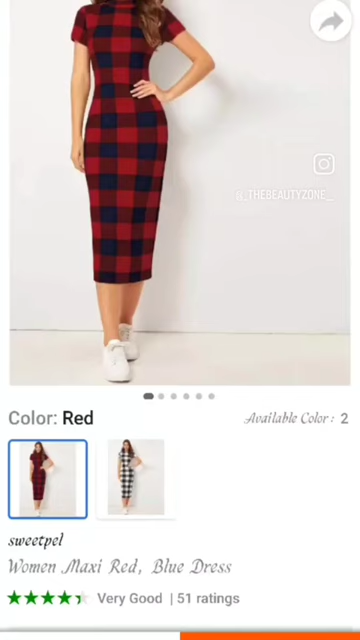 @_THEBEAUTYZONE_
Color: Red
Available Color : 2
sweetpel
Women Maxi Red, Blue Dress
Very Good | 51 ratings